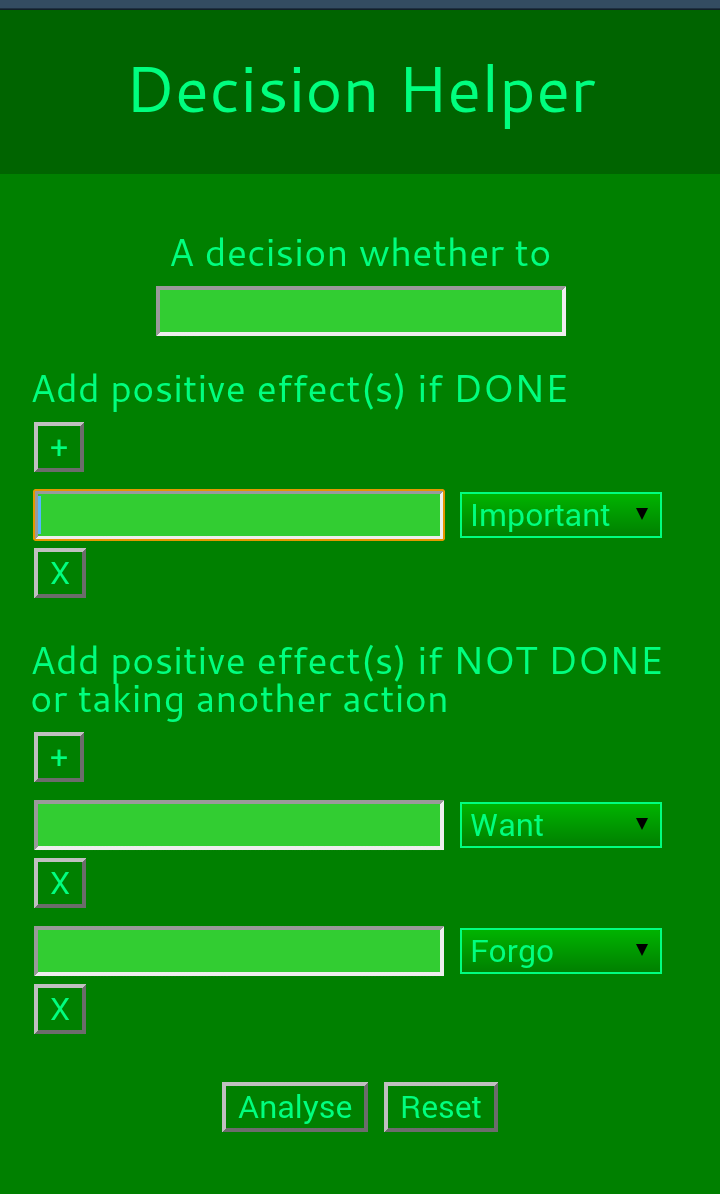 Decision Helper
A decision whether to
Add positive effect(s) if DONE
+
Important
X
Add positive effect(s) if NOT DONE
or taking another action
+
Want
X
Forgo
X
Analyse Reset